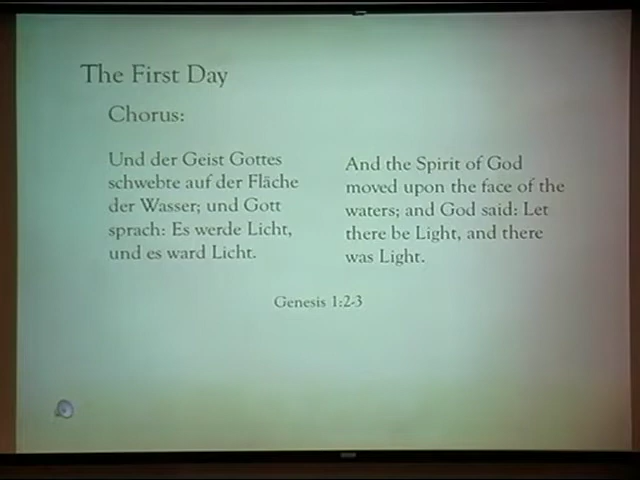 The First Day
Chorus:
Und der Geist Gottes
schwebte auf der Fläche
der Wasser; und Gott
sprach: Es werde Licht,
und es ward Licht.
And the Spirit of God
moved upon the face of the
waters; and God said: Let
there be Light, and there
was Light.
Genesis 1:2-3